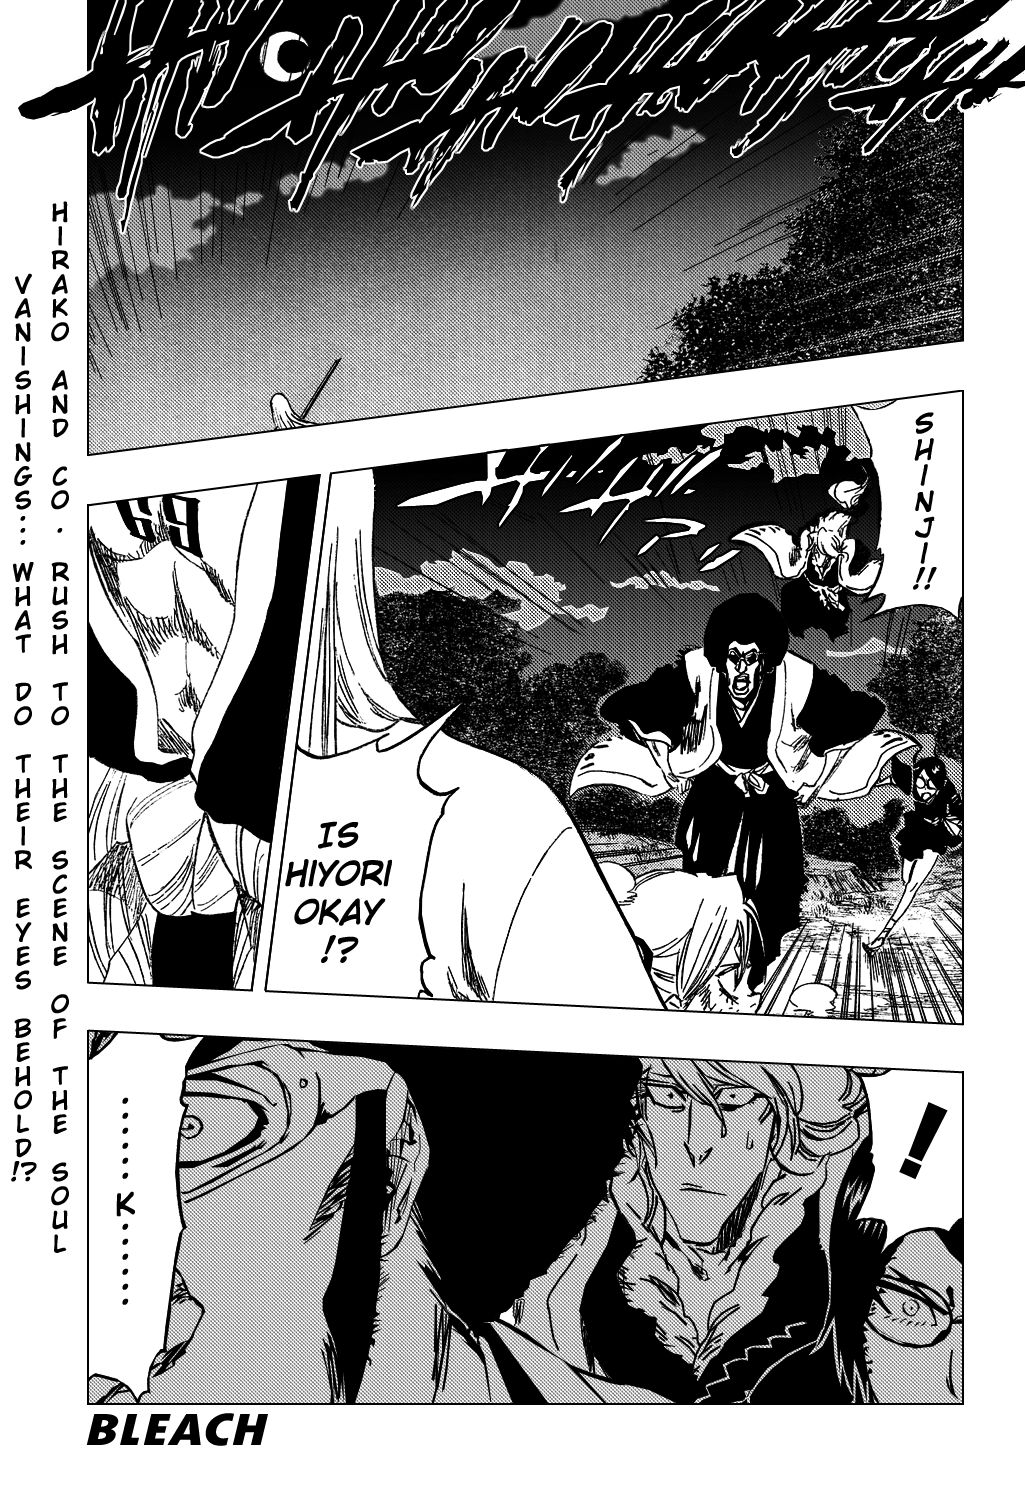 HIRAKO AND CO. RUSH TO THE SCENE OF THE SOUL
VANISHINGS... WHAT DO THEIR EYES BEHOLD!?
SHINJI!!
69
IS
HIYORI
OKAY
!?
!
......K......
BLEACH